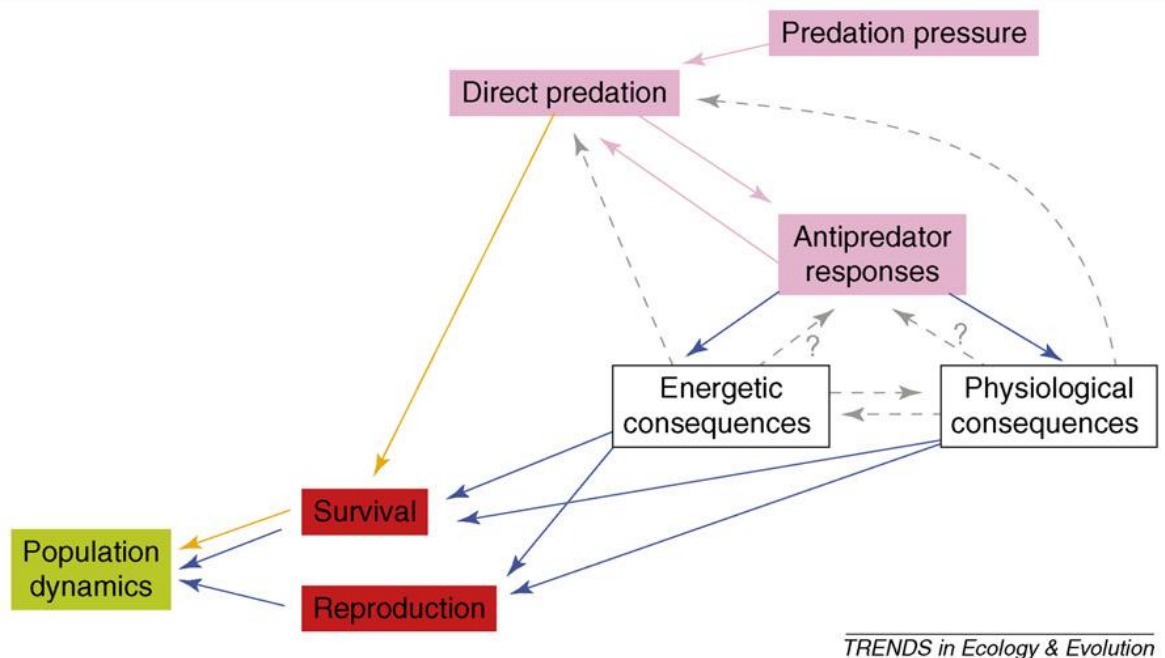 Predation pressure
Direct predation
Antipredator
responses
?
?
Energetic
consequences
Physiological
consequences
Survival
Population
dynamics
Reproduction
TRENDS in Ecology & Evolution